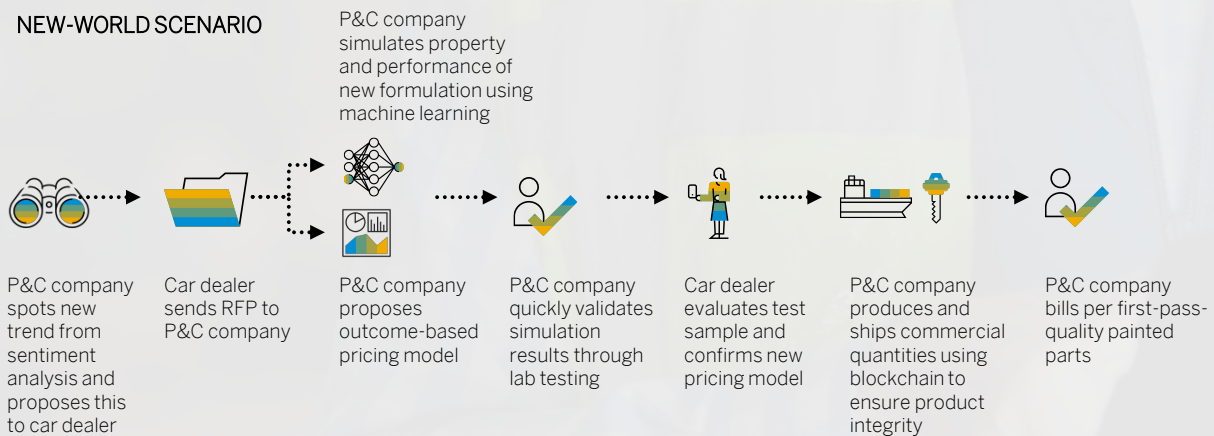 NEW-WORLD SCENARIO
P&C company
simulates property
and performance of
new formulation using
machine learning
P&C company
spots new
trend from
sentiment
analysis and
proposes this
to car dealer
Car dealer
sends RFP to
P&C company
P&C company
proposes
outcome-based
pricing model
P&C company
quickly validates
simulation
results through
lab testing
Car dealer
evaluates test
sample and
confirms new
pricing model
P&C company
produces and
ships commercial
quantities using
blockchain to
ensure product
integrity
P&C company
bills per first-pass-
quality painted
parts